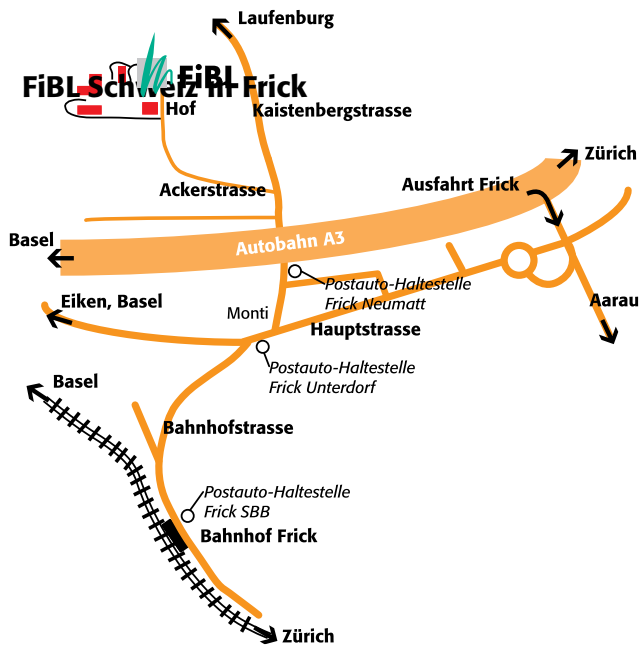 Laufenburg
FiBL
FiBL Schweiz in Frick
Hof
Kaistenbergstrasse
Zürich
Ackerstrasse
Ausfahrt Frick
Basel
Autobahn A3
Postauto-Haltestelle
Frick Neumatt
Eiken, Basel
Aarau
Monti
Hauptstrasse
Postauto-Haltestelle
Frick Unterdorf
Basel
Bahnhofstrasse
Postauto-Haltestelle
Frick SBB
Bahnhof Frick
Zürich